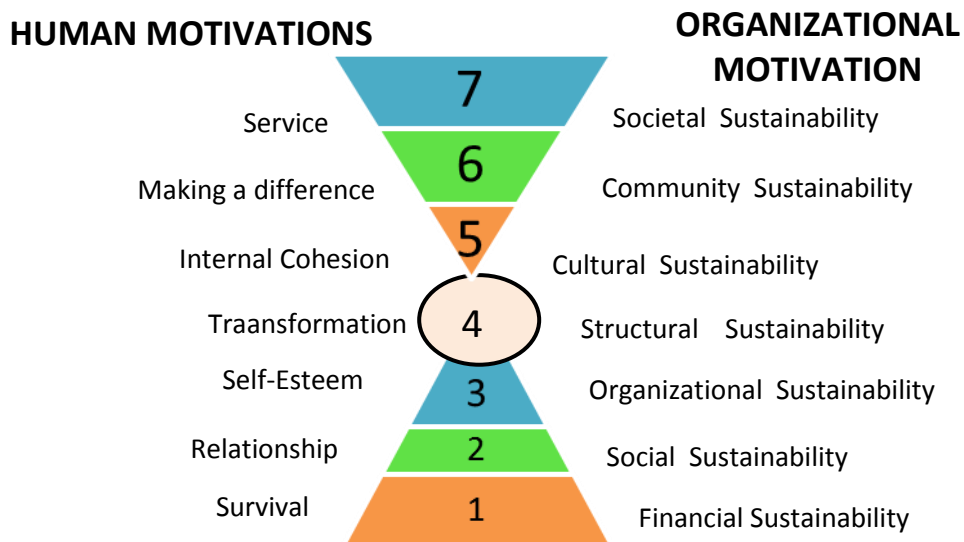 HUMAN MOTIVATIONS
ORGANIZATIONAL
MOTIVATION
7
Service
Societal Sustainability
6
Making a difference
Community Sustainability
5
Internal Cohesion
Cultural Sustainability
4
Traansformation
Structural Sustainability
3
Self-Esteem
Organizational Sustainability
2
Relationship
Social Sustainability
1
Survival
Financial Sustainability